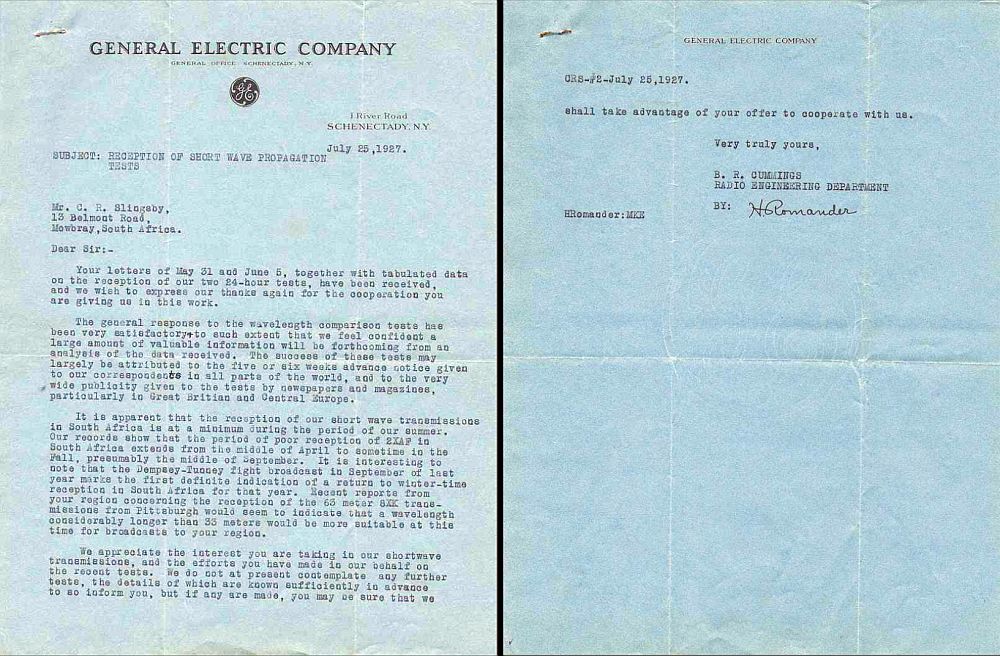 GENERAL ELECTRIC COMPANY
GENERAL OFFICE SCHENECTADY, N.Y.
GE
1 River Road
SCHENECTADY, N.Y.
July 25,1927.
SUBJECT: RECEPTION OF SHORT WAVE PROPAGATION
TESTS
Mr. C. R. Slingsby,
13 Belmont Road,
Mowbray,South Africa.
Dear Sir:-
Your letters of May 31 and June 5, together with tabulated data
on the reception of our two 24-hour tests, have been received,
and we wish to express our thanks again for the cooperation you
are giving us in this work.
The general response to the wavelength comparison tests has
been very satisfactory+to such extent that we feel confident a
large amount of valuable information will be forthcoming from an
analysis of the data received. The success of these tests may
largely be attributed to the five or six weeks advance notice given
to our correspondents in all parts of the world, and to the very
wide publicity given to the tests by newspapers and magazines,
particularly in Great Britian and Central Europe.
It is apparent that the reception of our short wave transmissions
in South Africa is at a minimum during the period of our summer.
Our records show that the period of poor reception of 2XAF in
South Africa extends from the middle of April to sometime in the
Fall, presumably the middle of September. It is interesting to
note that the Dempsey-Tunney fight broadcast in September of last
year marks the first definite indication of a return to winter-time
reception in South Africa for that year. Recent reports from
your region concerning the reception of the 63 meter 8XK trans-
missions from Pittsburgh would seem to indicate that a wavelength
considerably longer than 33 meters would be more suitable at this
time for broadcasts to your region.
We appreciate the interest you are taking in our shortwave
transmissions, and the efforts you have made in our behalf on
the recent tests. We do not at present contemplate any further
tests, the details of which are known sufficiently in advance
to so inform you, but if any are made, you may be sure that we
GENERAL ELECTRIC COMPANY
CRS-#2-July 25,1927.
shall take advantage of your offer to cooperate with us.
Very truly yours,
B. R. CUMMINGS
RADIO ENGINEERING DEPARTMENT
BY: HRomander
HRomander:MKE